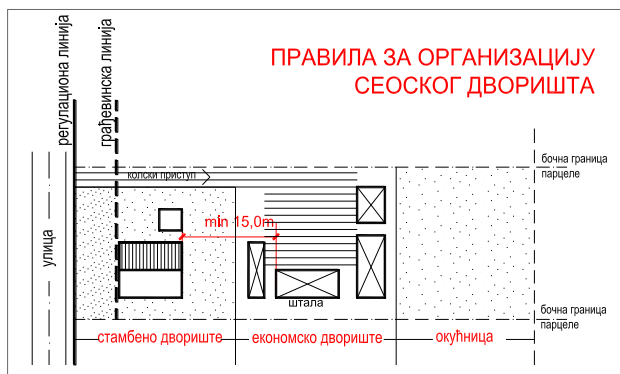 ПРАВИЛА ЗА ОРГАНИЗАЦИЈУ
СЕОСКОГ ДВОРИШТА
регулациона линија
грађевинска линија
бочна граница
парцеле
колски приступ
min 15,0m
улица
штала
бочна граница
парцеле
стамбено двориште
економско двориште
окућница